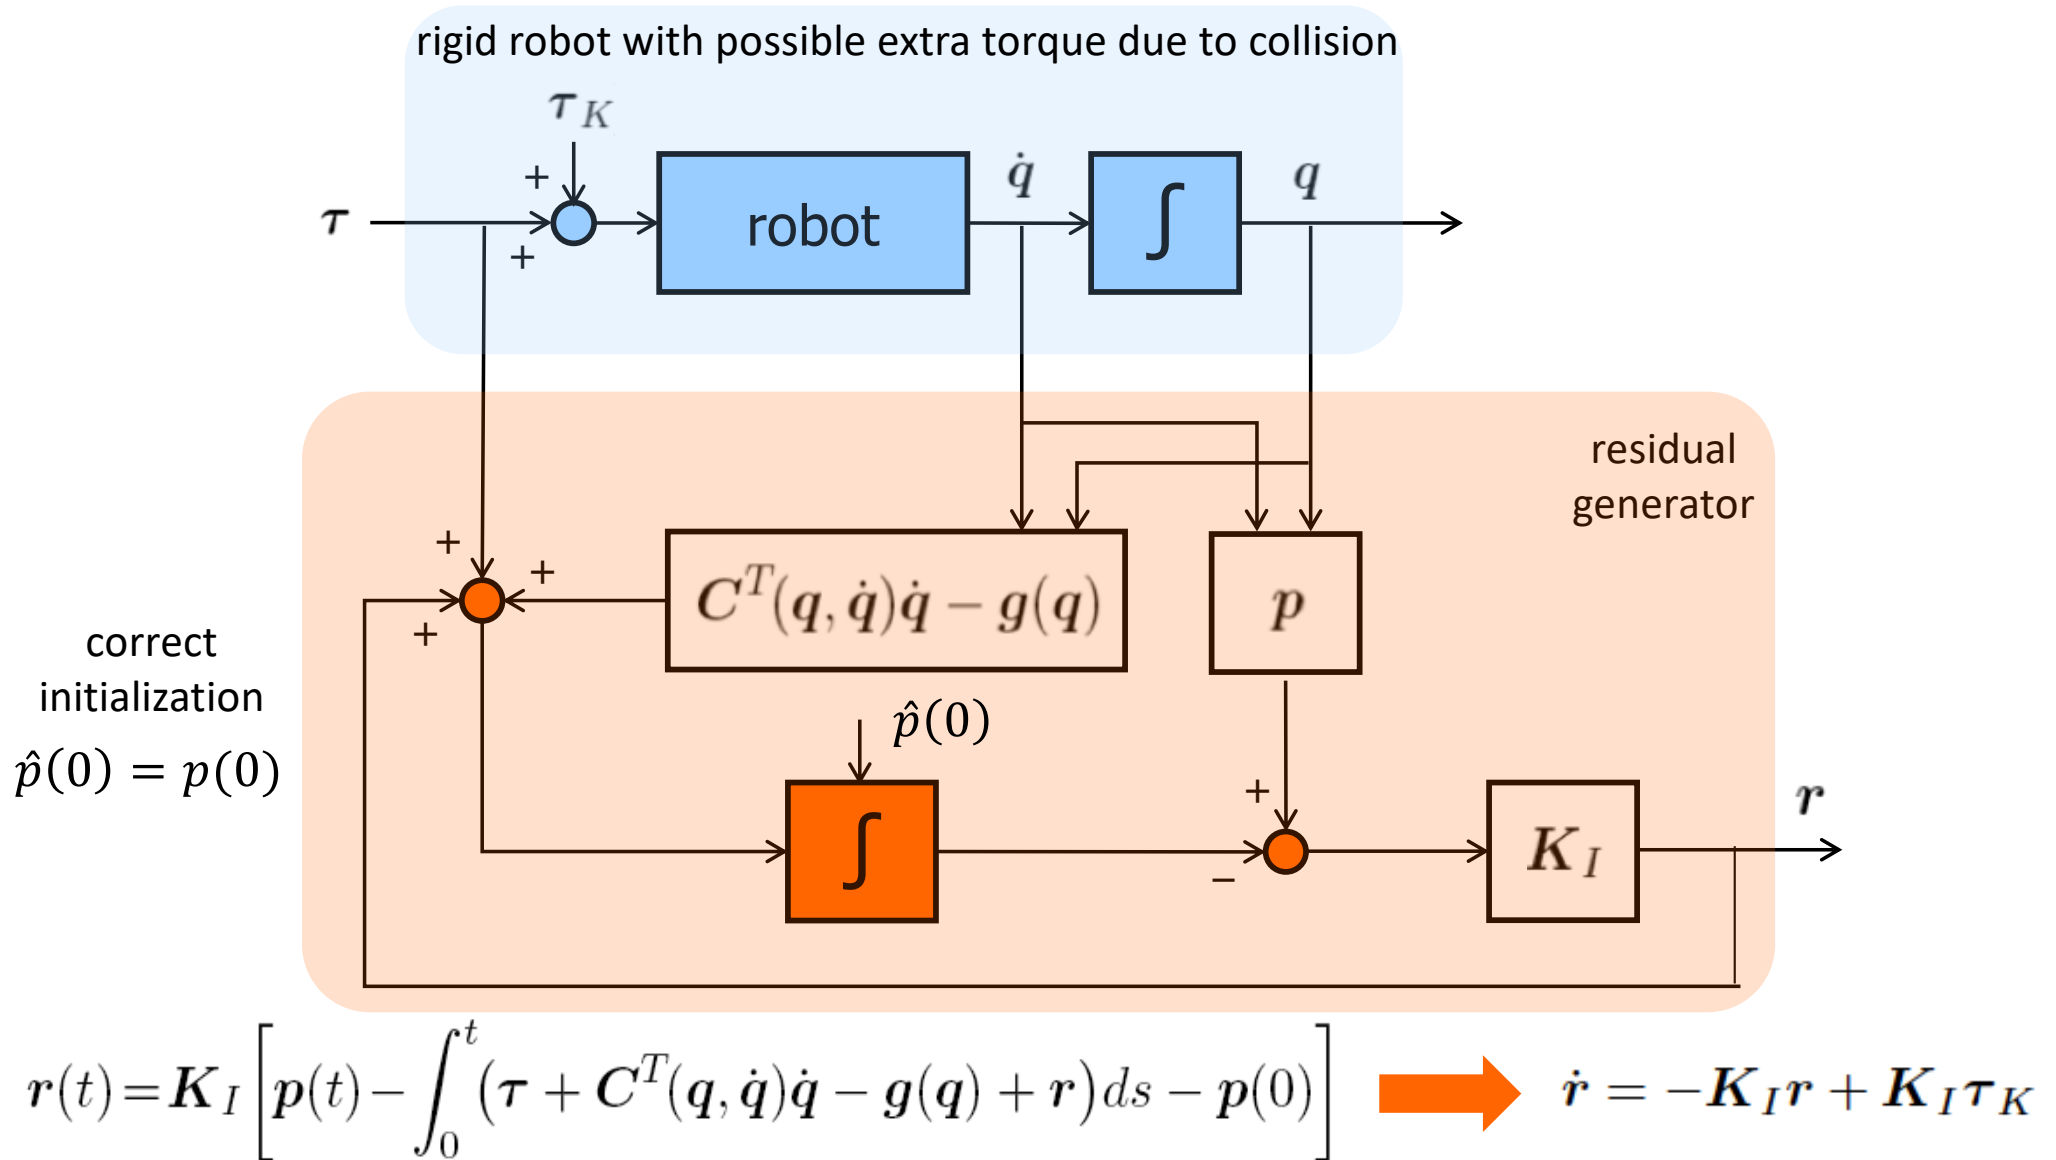 rigid robot with possible extra torque due to collision
τ_K
+
τ
+
robot
q̇
∫
q
residual
generator
+
+
+
C^T(q, q̇)q̇ − g(q)
p
correct
initialization
p̂(0) = p(0)
p̂(0)
∫
+
−
K_I
r
r(t) = K_I [p(t) − ∫_0^t (τ + C^T(q, q̇)q̇ − g(q) + r)ds − p(0)]
ṙ = −K_I r + K_I τ_K